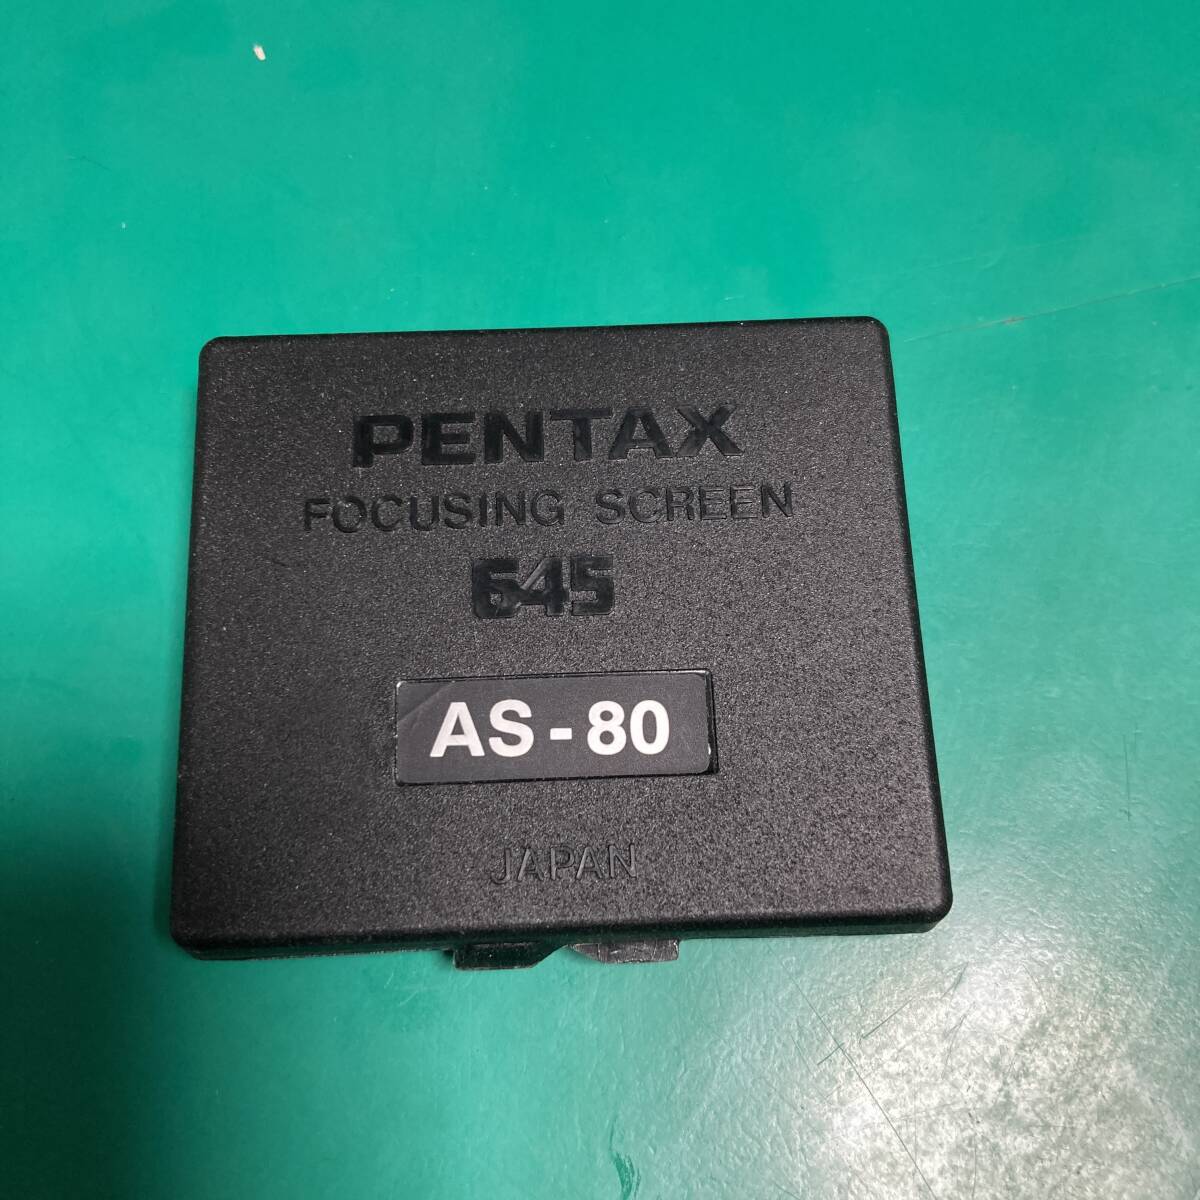 PENTAX
FOCUSING SCREEN
645
AS-80
JAPAN